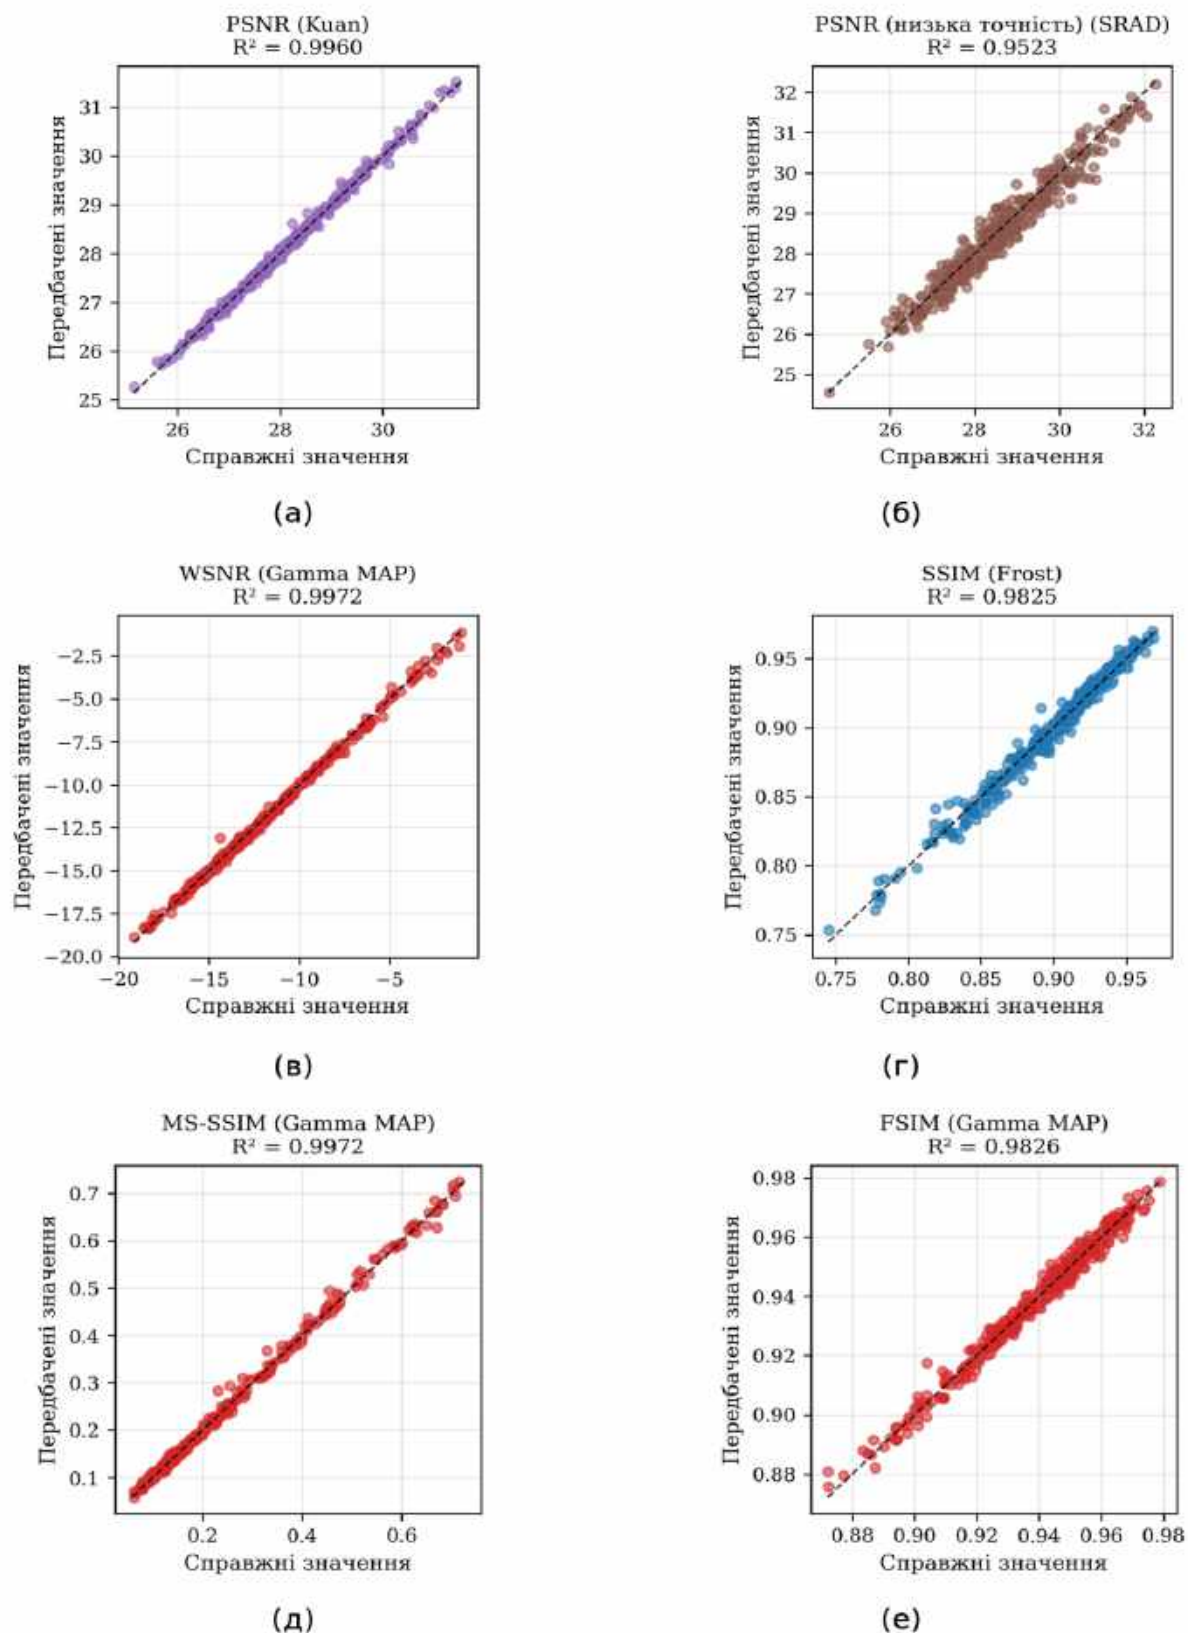 PSNR (Kuan)
R² = 0.9960
Передбачені значення
31
30
29
28
27
26
25
26 28 30
Справжні значення
(а)
PSNR (низька точність) (SRAD)
R² = 0.9523
Передбачені значення
32
31
30
29
28
27
26
25
26 28 30 32
Справжні значення
(б)
WSNR (Gamma MAP)
R² = 0.9972
Передбачені значення
−2.5
−5.0
−7.5
−10.0
−12.5
−15.0
−17.5
−20.0
−20 −15 −10 −5
Справжні значення
(в)
SSIM (Frost)
R² = 0.9825
Передбачені значення
0.95
0.90
0.85
0.80
0.75
0.75 0.80 0.85 0.90 0.95
Справжні значення
(г)
MS-SSIM (Gamma MAP)
R² = 0.9972
Передбачені значення
0.7
0.6
0.5
0.4
0.3
0.2
0.1
0.2 0.4 0.6
Справжні значення
(д)
FSIM (Gamma MAP)
R² = 0.9826
Передбачені значення
0.98
0.96
0.94
0.92
0.90
0.88
0.88 0.90 0.92 0.94 0.96 0.98
Справжні значення
(е)